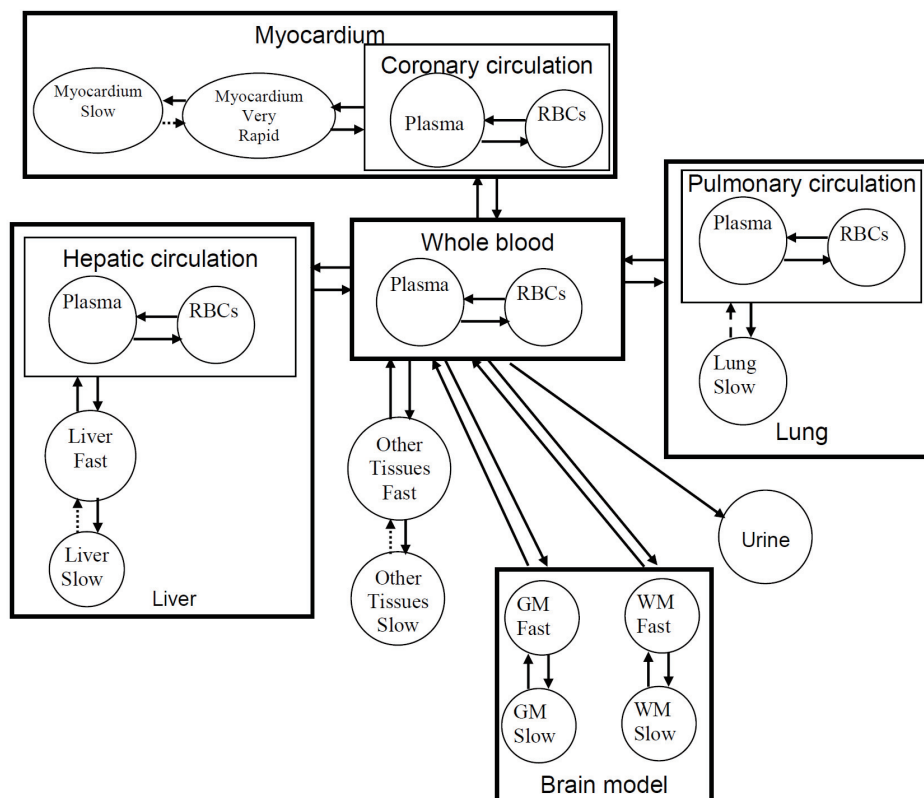 Myocardium
Coronary circulation
Myocardium
Slow
Myocardium
Very
Rapid
Plasma
RBCs
Pulmonary circulation
Plasma
RBCs
Lung
Slow
Lung
Hepatic circulation
Plasma
RBCs
Liver
Fast
Liver
Slow
Liver
Whole blood
Plasma
RBCs
Other
Tissues
Fast
Other
Tissues
Slow
Urine
GM
Fast
WM
Fast
GM
Slow
WM
Slow
Brain model